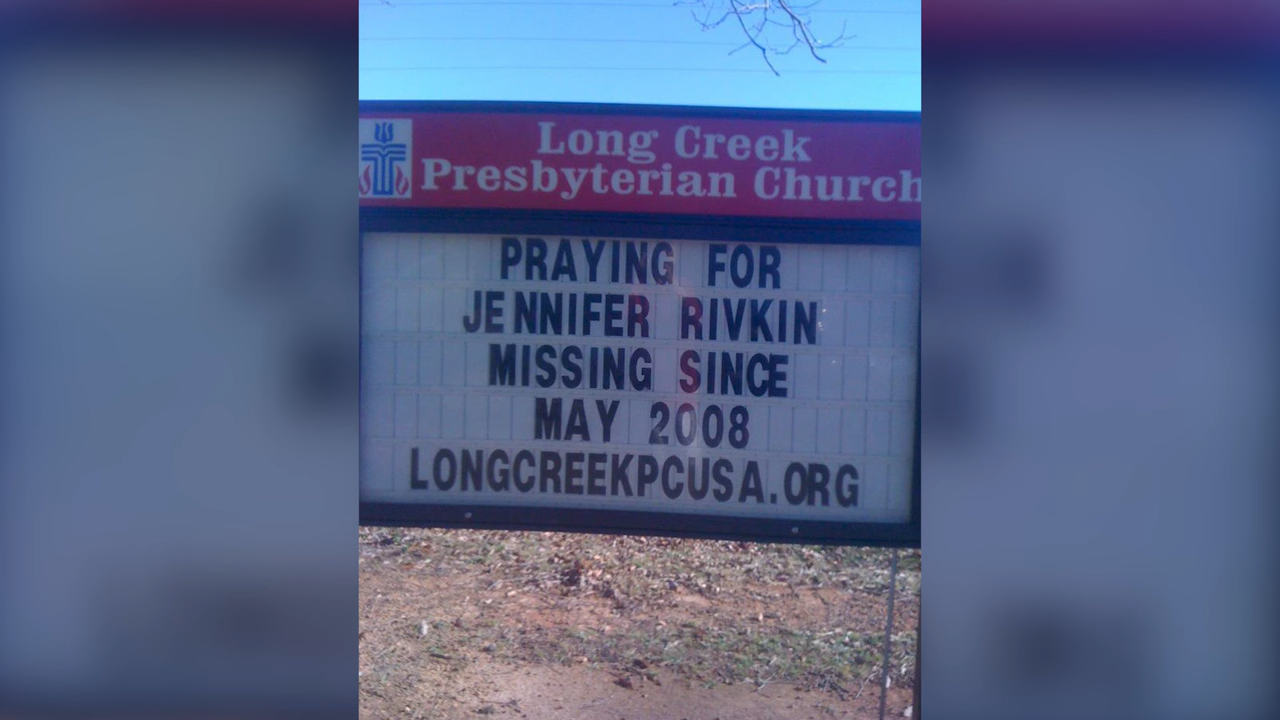 Long Creek
Presbyterian Church
PRAYING FOR
JENNIFER RIVKIN
MISSING SINCE
MAY 2008
LONGCREEKPCUSA.ORG